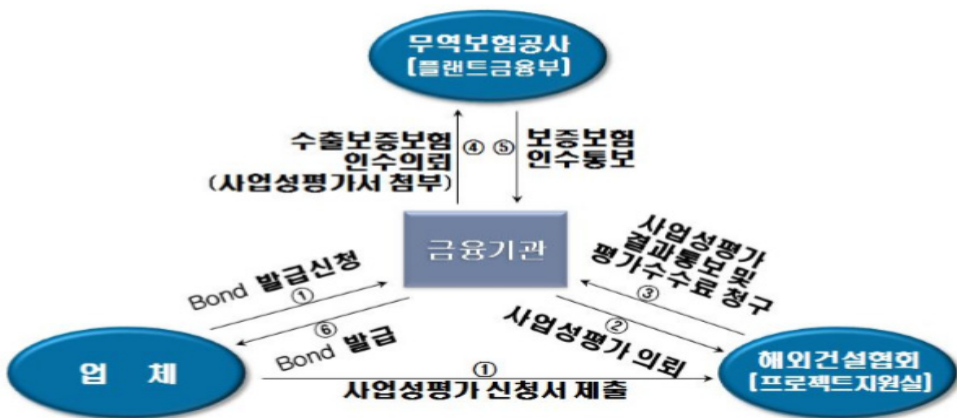 무역보험공사
[플랜트금융부]
수출보증보험
인수의뢰
(사업성평가서 첨부)
④
⑤
보증보험
인수통보
금융기관
사업성평가
결과통보 및
평가수수료 청구
③
Bond 발급신청
①
⑥
Bond 발급
②
사업성평가 의뢰
업 체
①
사업성평가 신청서 제출
해외건설협회
[프로젝트지원실]